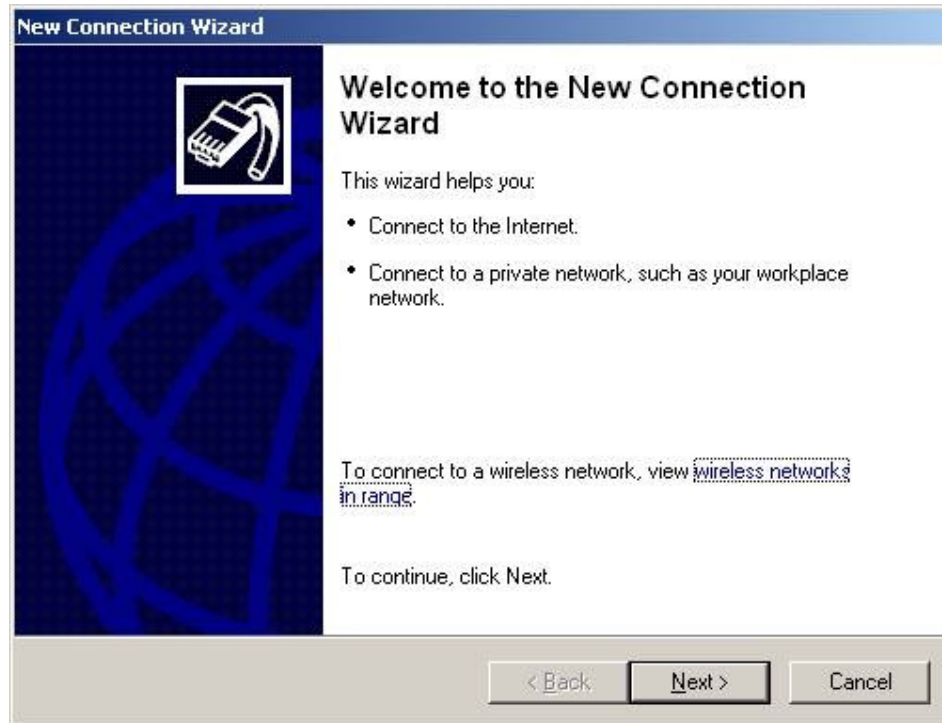 New Connection Wizard
Welcome to the New Connection
Wizard
This wizard helps you:
• Connect to the Internet.
• Connect to a private network, such as your workplace
network.
To connect to a wireless network, view wireless networks
in range.
To continue, click Next.
< Back
Next >
Cancel